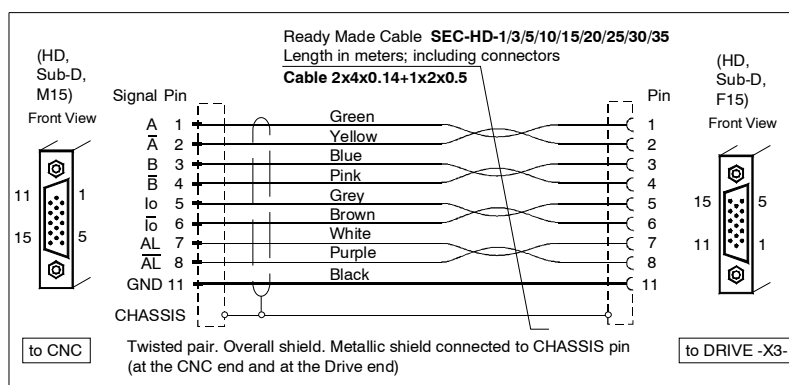 Ready Made Cable SEC-HD-1/3/5/10/15/20/25/30/35
Length in meters; including connectors
Cable 2x4x0.14+1x2x0.5
(HD,
Sub-D,
M15)
Front View
11
1
15
5
to CNC
Signal Pin
A 1 Green 1
A̅ 2 Yellow 2
B 3 Blue 3
B̅ 4 Pink 4
Io 5 Grey 5
I̅o̅ 6 Brown 6
AL 7 White 7
A̅L̅ 8 Purple 8
GND 11 Black 11
CHASSIS
Pin
(HD,
Sub-D,
F15)
Front View
15
5
11
1
to DRIVE -X3-
Twisted pair. Overall shield. Metallic shield connected to CHASSIS pin
(at the CNC end and at the Drive end)